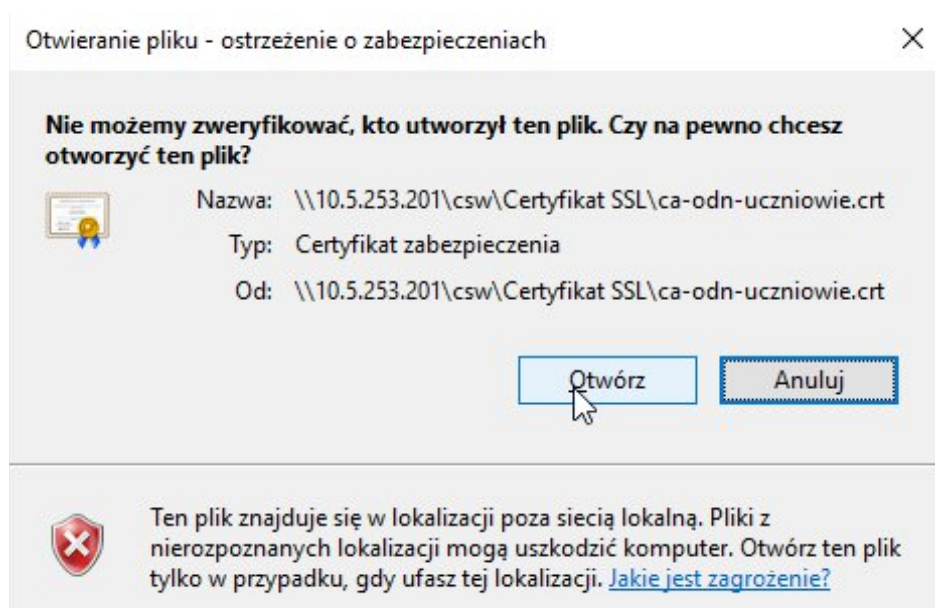 Otwieranie pliku - ostrzeżenie o zabezpieczeniach
Nie możemy zweryfikować, kto utworzył ten plik. Czy na pewno chcesz
otworzyć ten plik?
Nazwa: \\10.5.253.201\csw\Certyfikat SSL\ca-odn-uczniowie.crt
Typ: Certyfikat zabezpieczenia
Od: \\10.5.253.201\csw\Certyfikat SSL\ca-odn-uczniowie.crt
Otwórz Anuluj
Ten plik znajduje się w lokalizacji poza siecią lokalną. Pliki z
nierozpoznanych lokalizacji mogą uszkodzić komputer. Otwórz ten plik
tylko w przypadku, gdy ufasz tej lokalizacji. Jakie jest zagrożenie?